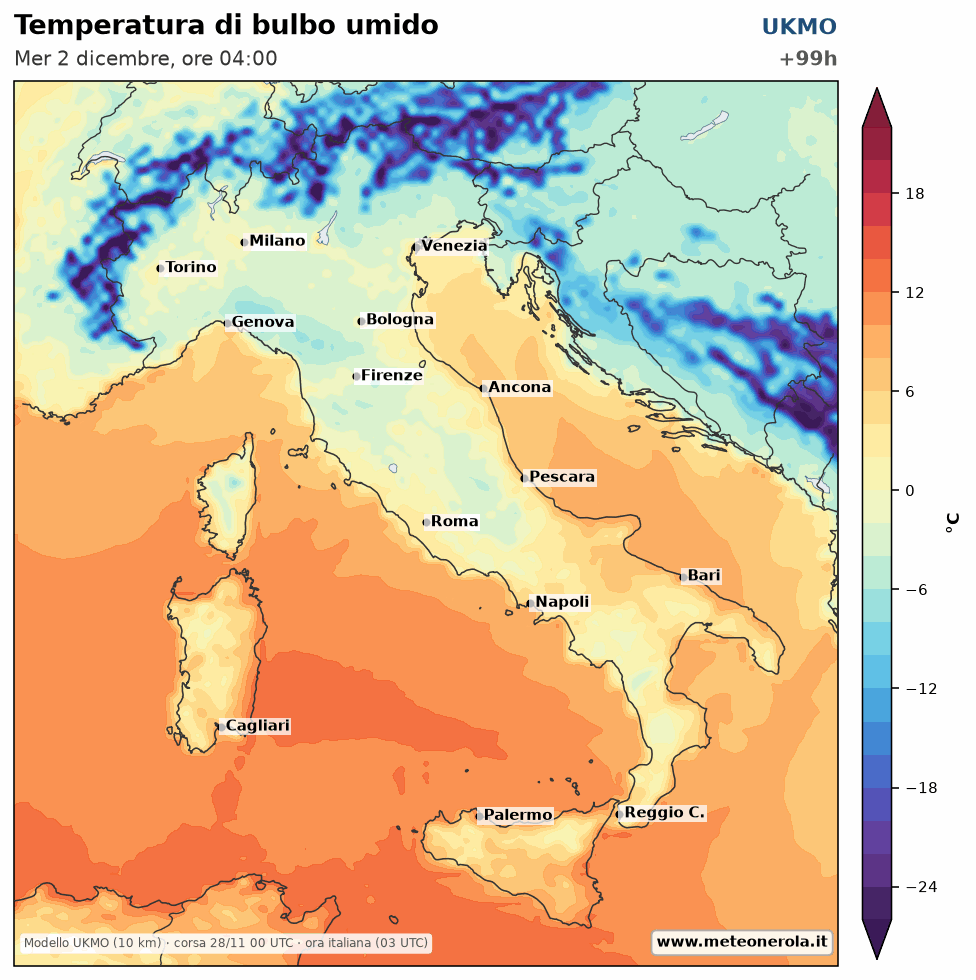 Temperatura di bulbo umido
UKMO
Mer 2 dicembre, ore 04:00
+99h
Milano
Venezia
Torino
Genova
Bologna
Firenze
Ancona
Pescara
Roma
Bari
Napoli
Cagliari
Palermo
Reggio C.
18
12
6
0
−6
−12
−18
−24
°C
Modello UKMO (10 km) · corsa 28/11 00 UTC · ora italiana (03 UTC)
www.meteonerola.it